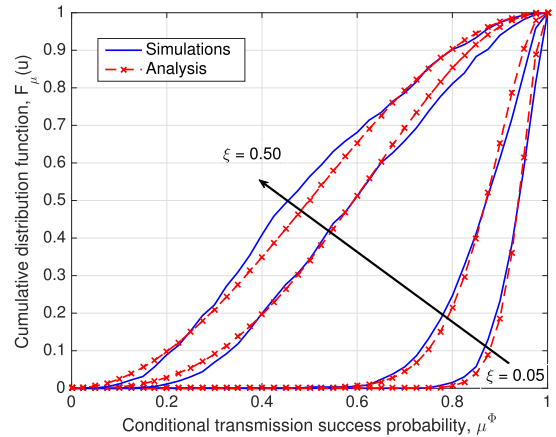 Simulations
Analysis
ξ = 0.50
ξ = 0.05
Cumulative distribution function, F_μ(u)
1
0.9
0.8
0.7
0.6
0.5
0.4
0.3
0.2
0.1
0
0
0.2
0.4
0.6
0.8
1
Conditional transmission success probability, μ^Φ